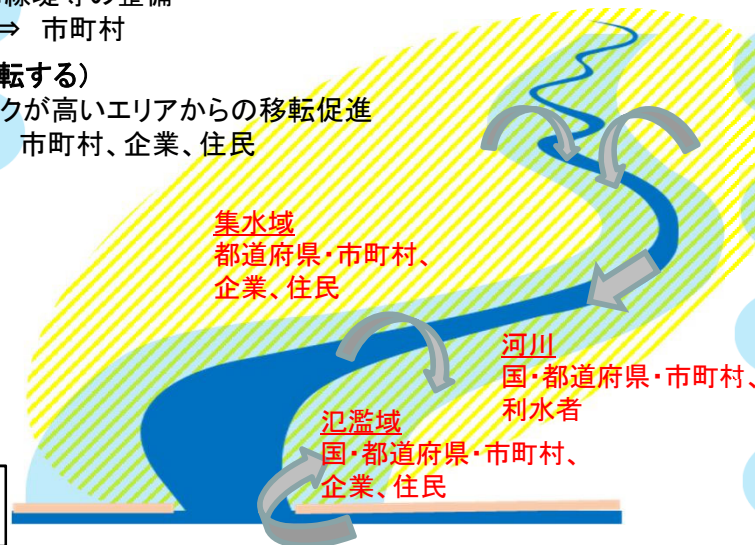 ⇒ 市町村
転する）
クが高いエリアからの移転促進
市町村、企業、住民
集水域
都道府県・市町村、
企業、住民
河川
国・都道府県・市町村、
利水者
氾濫域
国・都道府県・市町村、
企業、住民